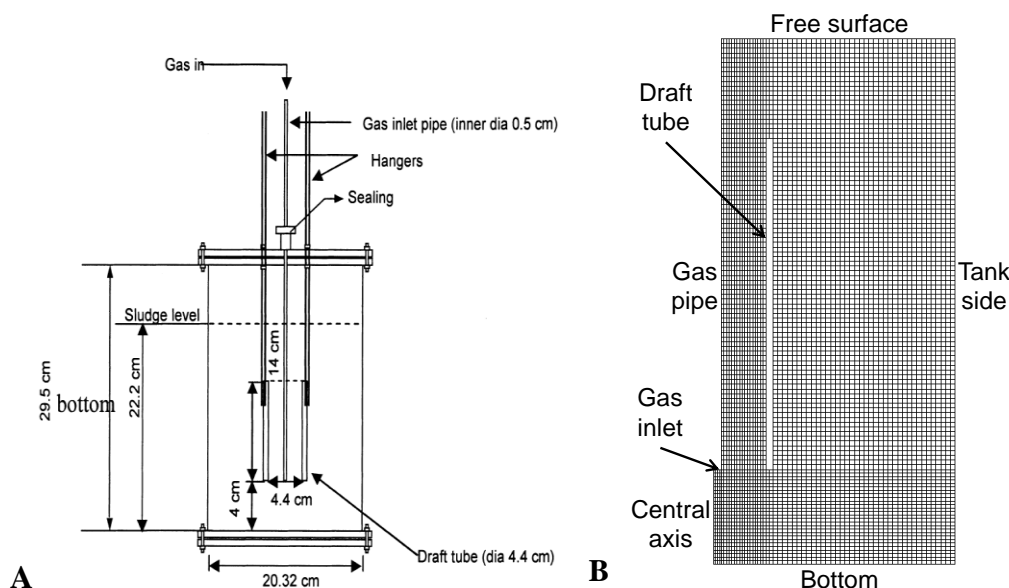 Gas in
Gas inlet pipe (inner dia 0.5 cm)
Hangers
Sealing
Sludge level
14 cm
29.5 cm
bottom
22.2 cm
4 cm
4.4 cm
Draft tube (dia 4.4 cm)
20.32 cm
A
Free surface
Draft
tube
Gas
pipe
Tank
side
Gas
inlet
Central
axis
Bottom
B